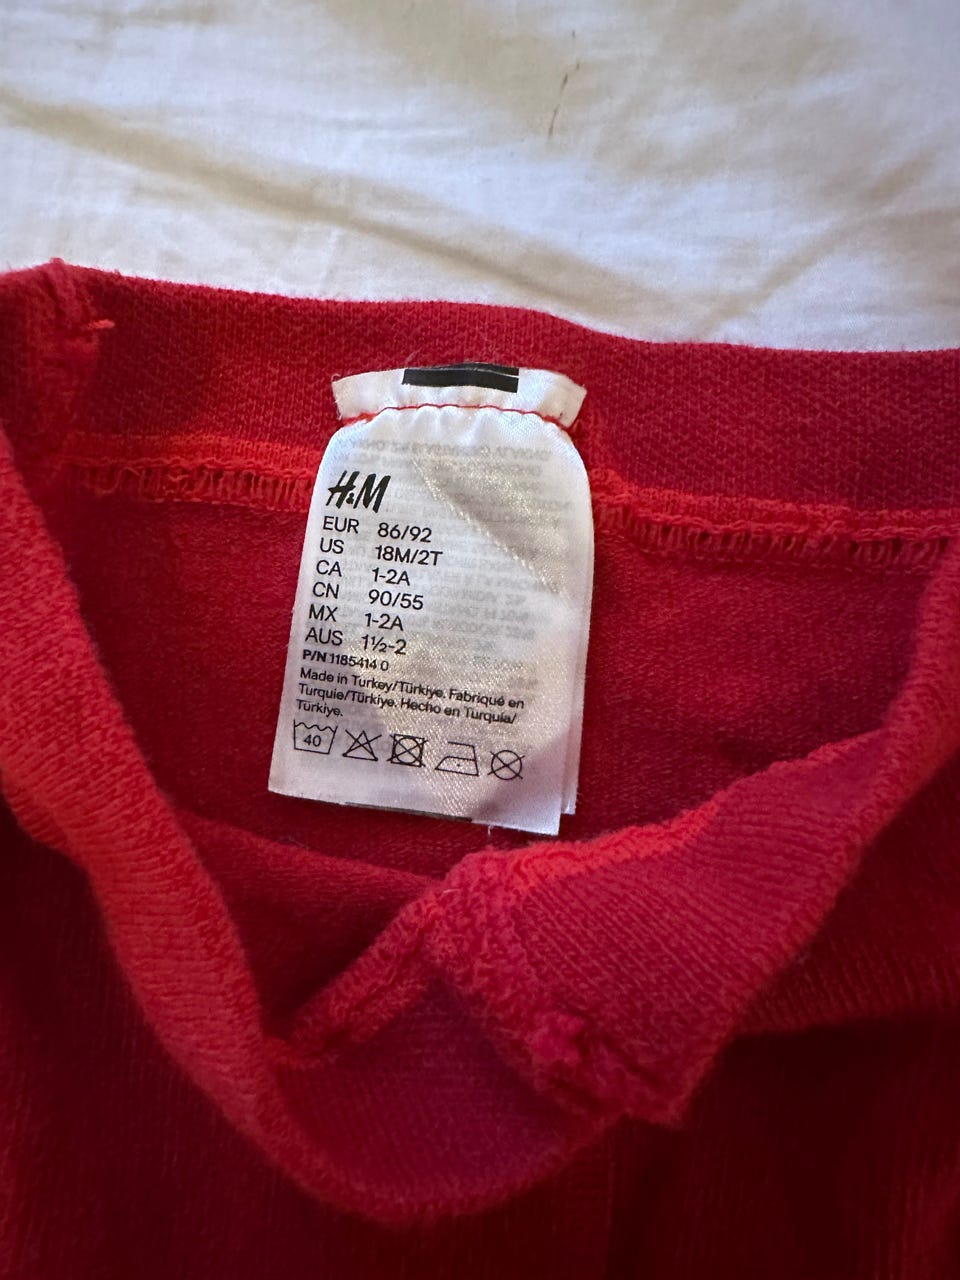 H&M
EUR 86/92
US 18M/2T
CA 1-2A
CN 90/55
MX 1-2A
AUS 1½-2
P/N 1185414 0
Made in Turkey/Türkiye. Fabriqué en
Turquie/Türkiye. Hecho en Turquía/
Türkiye.
40